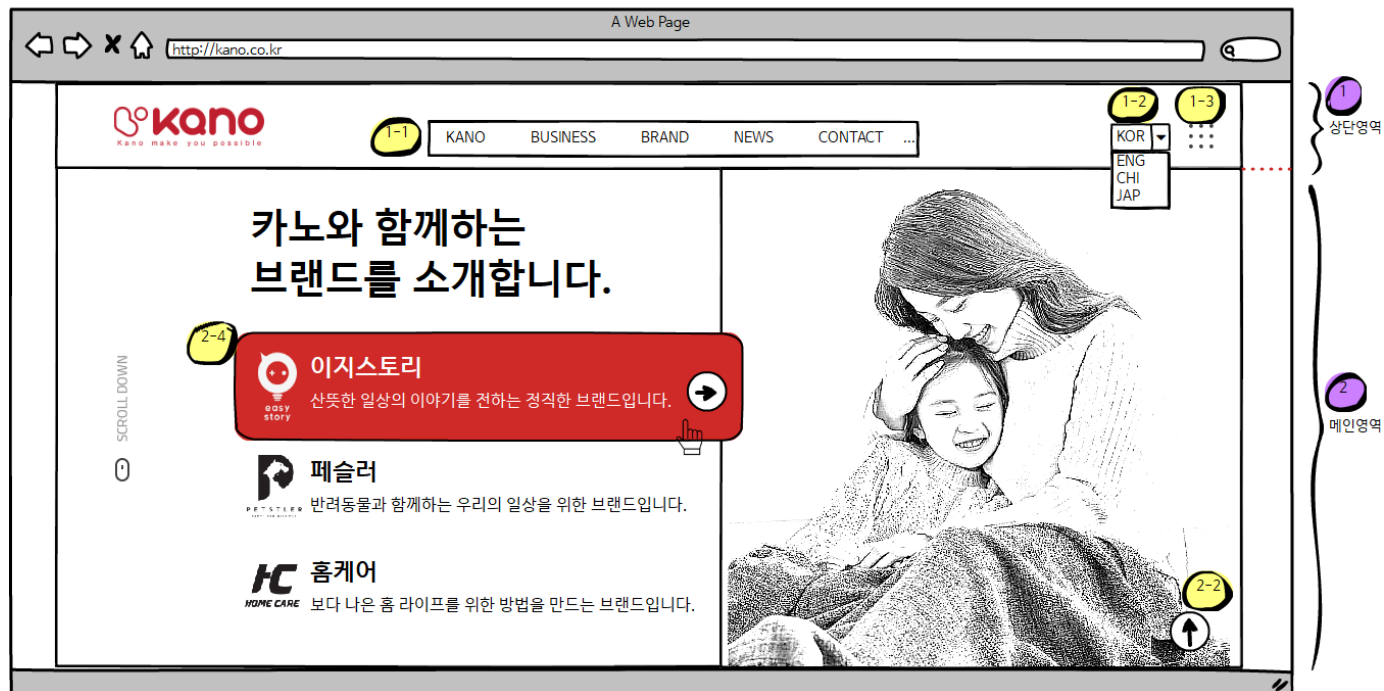 A Web Page
http://kano.co.kr
1
상단영역
kano
Kano make you possible
1-1
KANO BUSINESS BRAND NEWS CONTACT ...
1-2
1-3
KOR
ENG
CHI
JAP
카노와 함께하는
브랜드를 소개합니다.
2-4
easy
story
이지스토리
산뜻한 일상의 이야기를 전하는 정직한 브랜드입니다.
SCROLL DOWN
2
메인영역
PETSTLER
페슬러
반려동물과 함께하는 우리의 일상을 위한 브랜드입니다.
HC
HOME CARE
홈케어
보다 나은 홈 라이프를 위한 방법을 만드는 브랜드입니다.
2-2